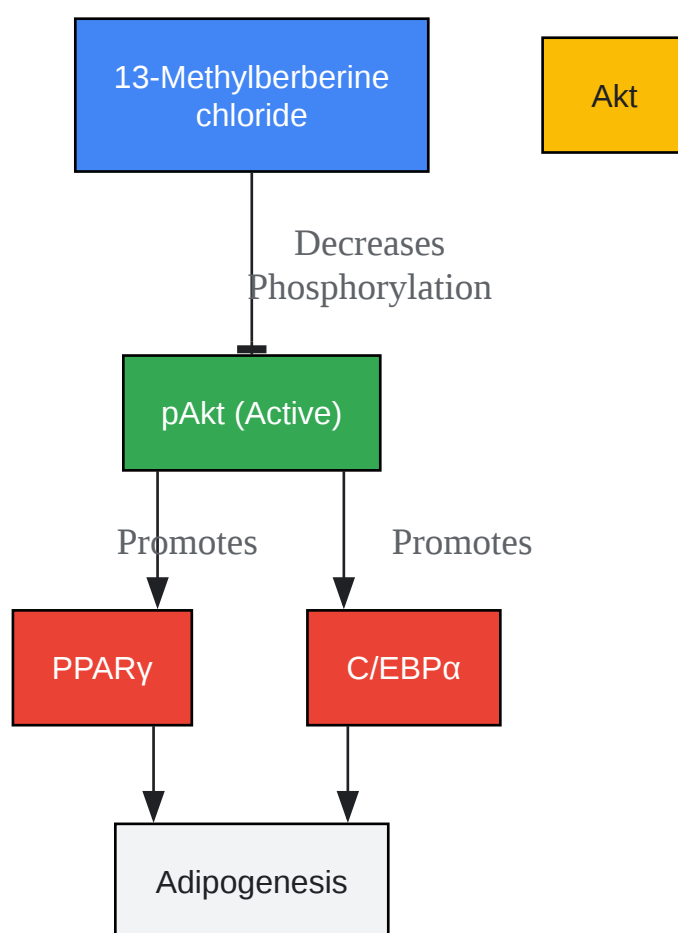 13-Methylberberine
chloride
Akt
Decreases
Phosphorylation
pAkt (Active)
Promotes
Promotes
PPARγ
C/EBPα
Adipogenesis